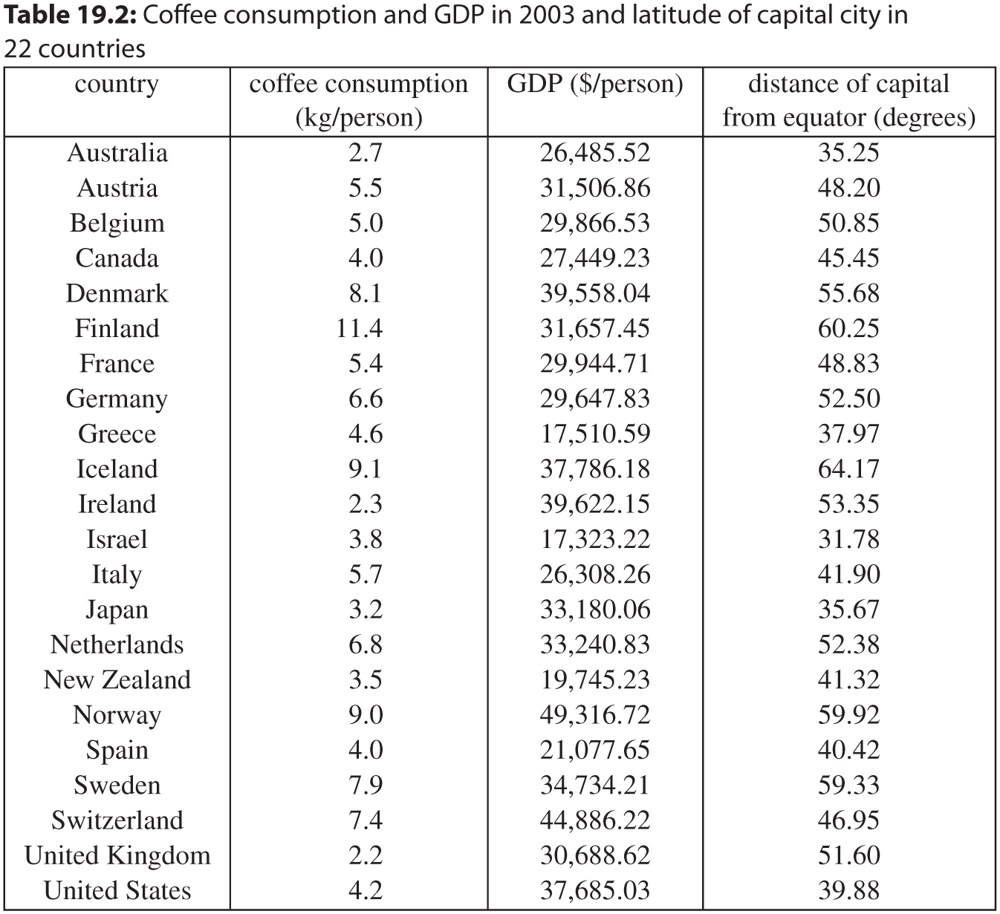 Table 19.2: Coffee consumption and GDP in 2003 and latitude of capital city in
22 countries
country coffee consumption GDP ($/person) distance of capital
(kg/person) from equator (degrees)
Australia 2.7 26,485.52 35.25
Austria 5.5 31,506.86 48.20
Belgium 5.0 29,866.53 50.85
Canada 4.0 27,449.23 45.45
Denmark 8.1 39,558.04 55.68
Finland 11.4 31,657.45 60.25
France 5.4 29,944.71 48.83
Germany 6.6 29,647.83 52.50
Greece 4.6 17,510.59 37.97
Iceland 9.1 37,786.18 64.17
Ireland 2.3 39,622.15 53.35
Israel 3.8 17,323.22 31.78
Italy 5.7 26,308.26 41.90
Japan 3.2 33,180.06 35.67
Netherlands 6.8 33,240.83 52.38
New Zealand 3.5 19,745.23 41.32
Norway 9.0 49,316.72 59.92
Spain 4.0 21,077.65 40.42
Sweden 7.9 34,734.21 59.33
Switzerland 7.4 44,886.22 46.95
United Kingdom 2.2 30,688.62 51.60
United States 4.2 37,685.03 39.88